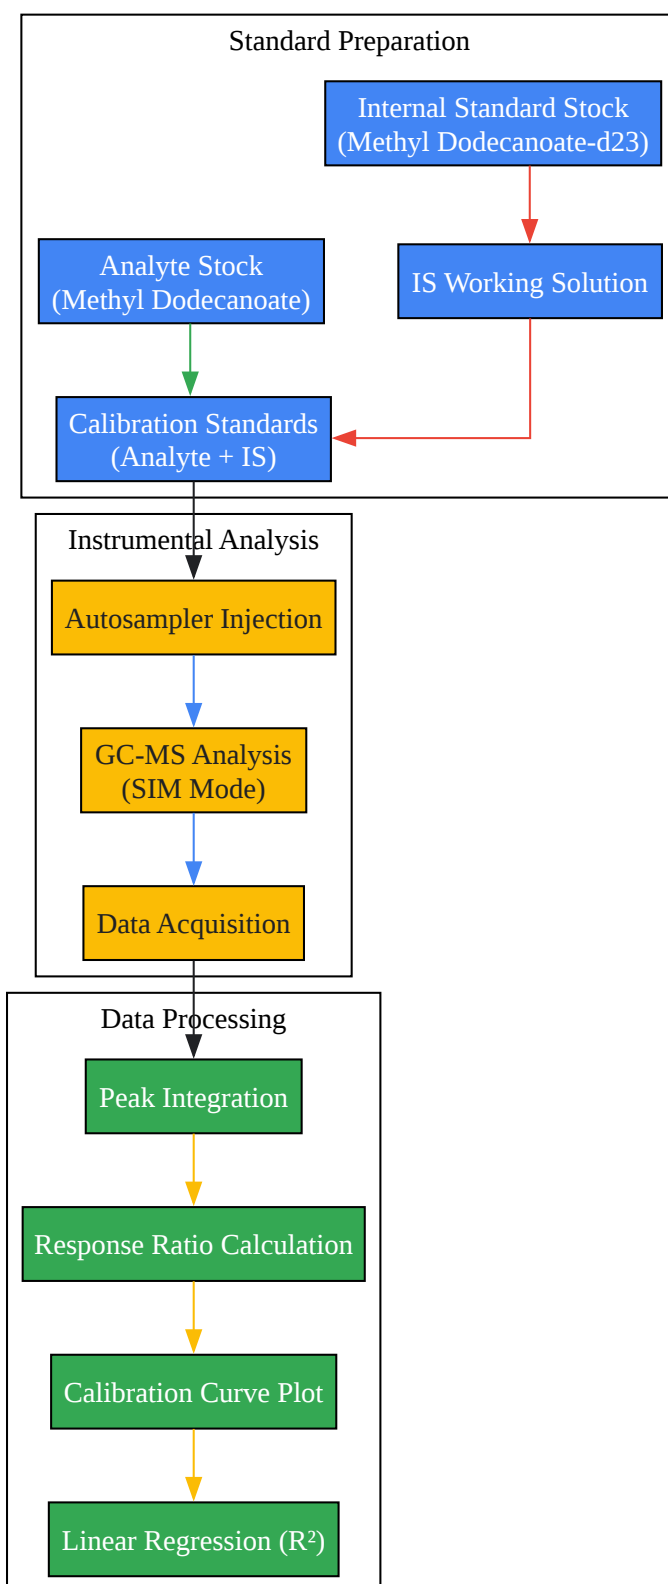 Standard Preparation
Internal Standard Stock
(Methyl Dodecanoate-d23)
Analyte Stock
(Methyl Dodecanoate)
IS Working Solution
Calibration Standards
(Analyte + IS)
Instrumental Analysis
Autosampler Injection
GC-MS Analysis
(SIM Mode)
Data Acquisition
Data Processing
Peak Integration
Response Ratio Calculation
Calibration Curve Plot
Linear Regression (R²)